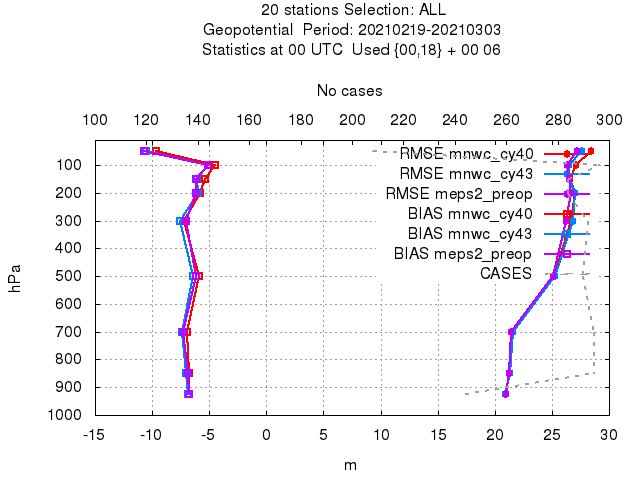 20 stations Selection: ALL
Geopotential  Period: 20210219-20210303
Statistics at 00 UTC  Used {00,18} + 00 06
No cases
100 120 140 160 180 200 220 240 260 280 300
RMSE mnwc_cy40
RMSE mnwc_cy43
RMSE meps2_preop
BIAS mnwc_cy40
BIAS mnwc_cy43
BIAS meps2_preop
CASES
hPa
100
200
300
400
500
600
700
800
900
1000
-15 -10 -5 0 5 10 15 20 25 30
m